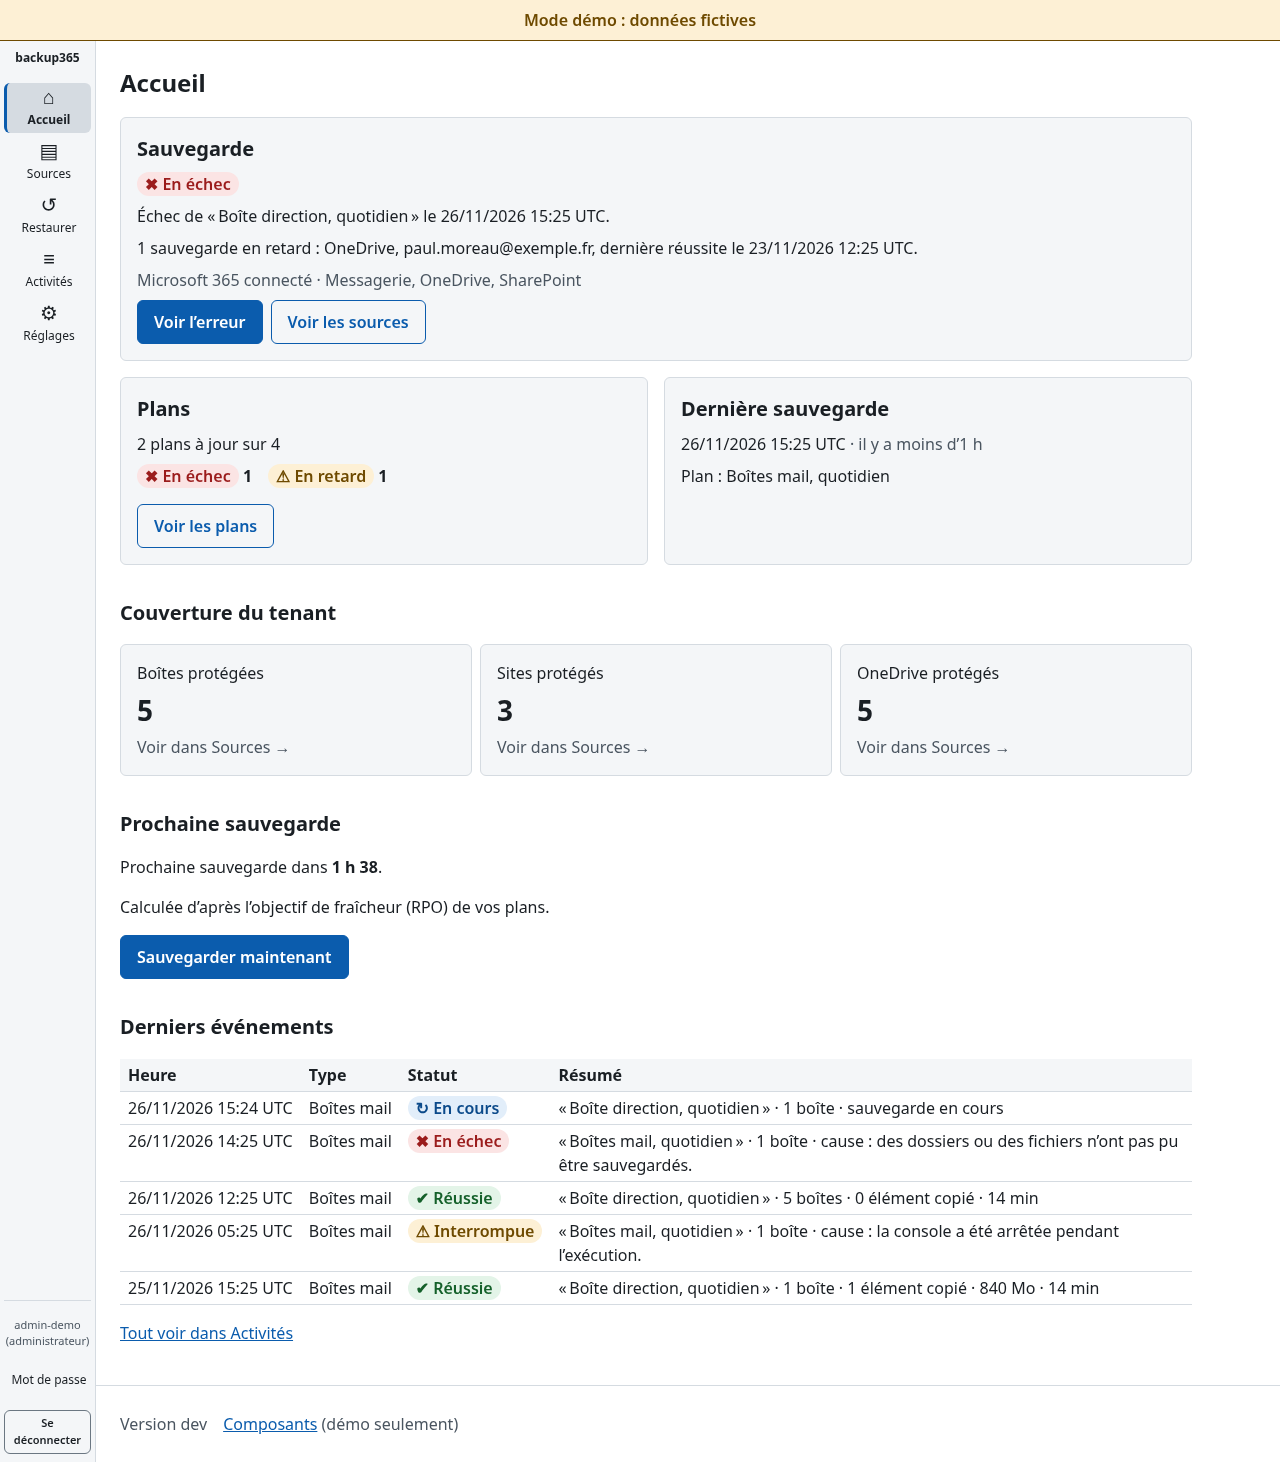 Mode démo : données fictives
backup365
Accueil
Sources
Restaurer
Activités
Réglages
admin-demo
(administrateur)
Mot de passe
Se
déconnecter
Accueil
Sauvegarde
✖ En échec
Échec de « Boîte direction, quotidien » le 26/11/2026 15:25 UTC.
1 sauvegarde en retard : OneDrive, paul.moreau@exemple.fr, dernière réussite le 23/11/2026 12:25 UTC.
Microsoft 365 connecté · Messagerie, OneDrive, SharePoint
Voir l’erreur
Voir les sources
Plans
2 plans à jour sur 4
✖ En échec 1 ⚠ En retard 1
Voir les plans
Dernière sauvegarde
26/11/2026 15:25 UTC · il y a moins d’1 h
Plan : Boîtes mail, quotidien
Couverture du tenant
Boîtes protégées
5
Voir dans Sources →
Sites protégés
3
Voir dans Sources →
OneDrive protégés
5
Voir dans Sources →
Prochaine sauvegarde
Prochaine sauvegarde dans 1 h 38.
Calculée d’après l’objectif de fraîcheur (RPO) de vos plans.
Sauvegarder maintenant
Derniers événements
Heure Type Statut Résumé
26/11/2026 15:24 UTC Boîtes mail ↻ En cours « Boîte direction, quotidien » · 1 boîte · sauvegarde en cours
26/11/2026 14:25 UTC Boîtes mail ✖ En échec « Boîtes mail, quotidien » · 1 boîte · cause : des dossiers ou des fichiers n’ont pas pu
être sauvegardés.
26/11/2026 12:25 UTC Boîtes mail ✔ Réussie « Boîte direction, quotidien » · 5 boîtes · 0 élément copié · 14 min
26/11/2026 05:25 UTC Boîtes mail ⚠ Interrompue « Boîtes mail, quotidien » · 1 boîte · cause : la console a été arrêtée pendant
l’exécution.
25/11/2026 15:25 UTC Boîtes mail ✔ Réussie « Boîte direction, quotidien » · 1 boîte · 1 élément copié · 840 Mo · 14 min
Tout voir dans Activités
Version dev Composants (démo seulement)